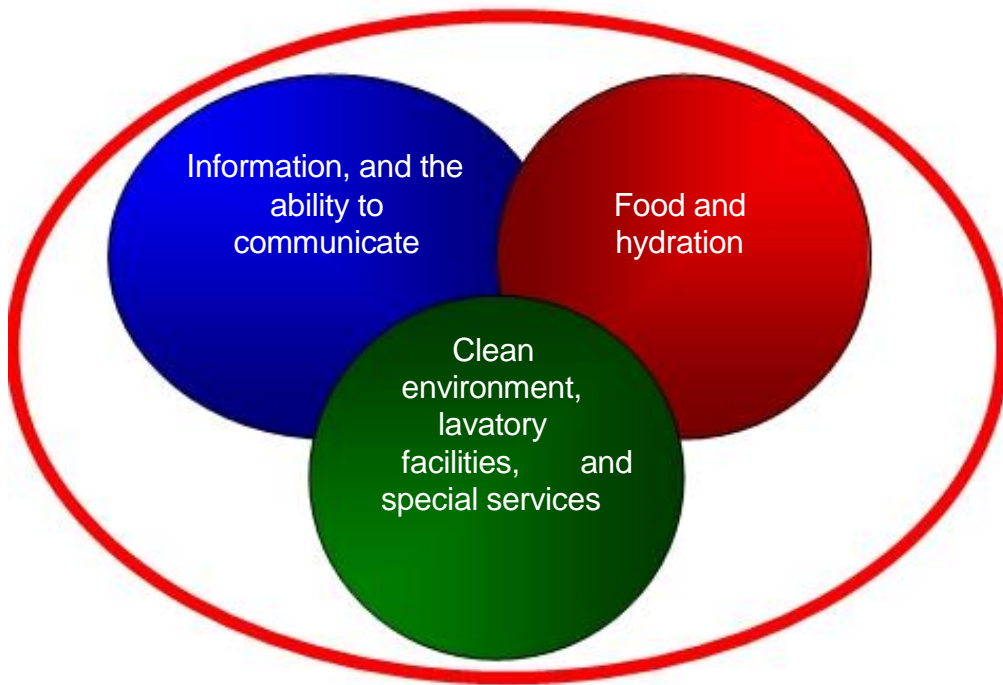 Information, and the
ability to
communicate
Food and
hydration
Clean
environment,
lavatory
facilities, and
special services